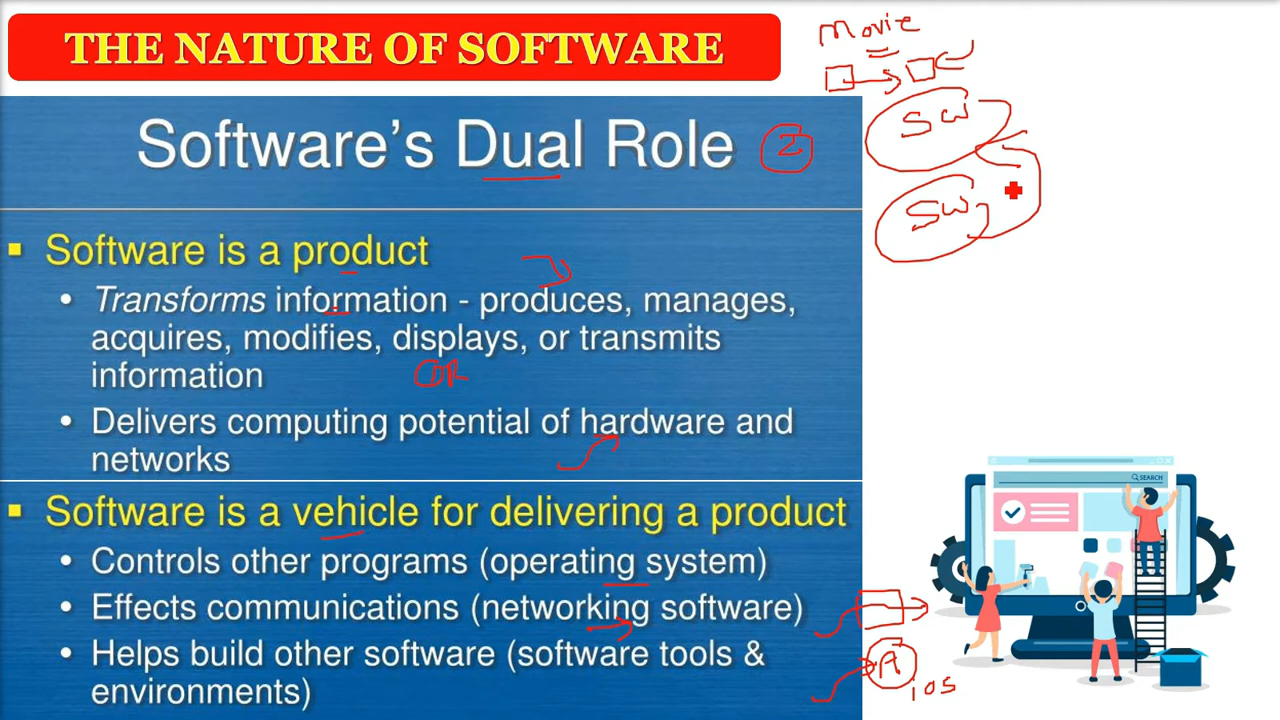 THE NATURE OF SOFTWARE
Movie
Software's Dual Role
2
SW
SW
▪ Software is a product
• Transforms information - produces, manages,
acquires, modifies, displays, or transmits
information
• Delivers computing potential of hardware and
networks
▪ Software is a vehicle for delivering a product
• Controls other programs (operating system)
• Effects communications (networking software)
• Helps build other software (software tools &
environments)
A
ios
SEARCH